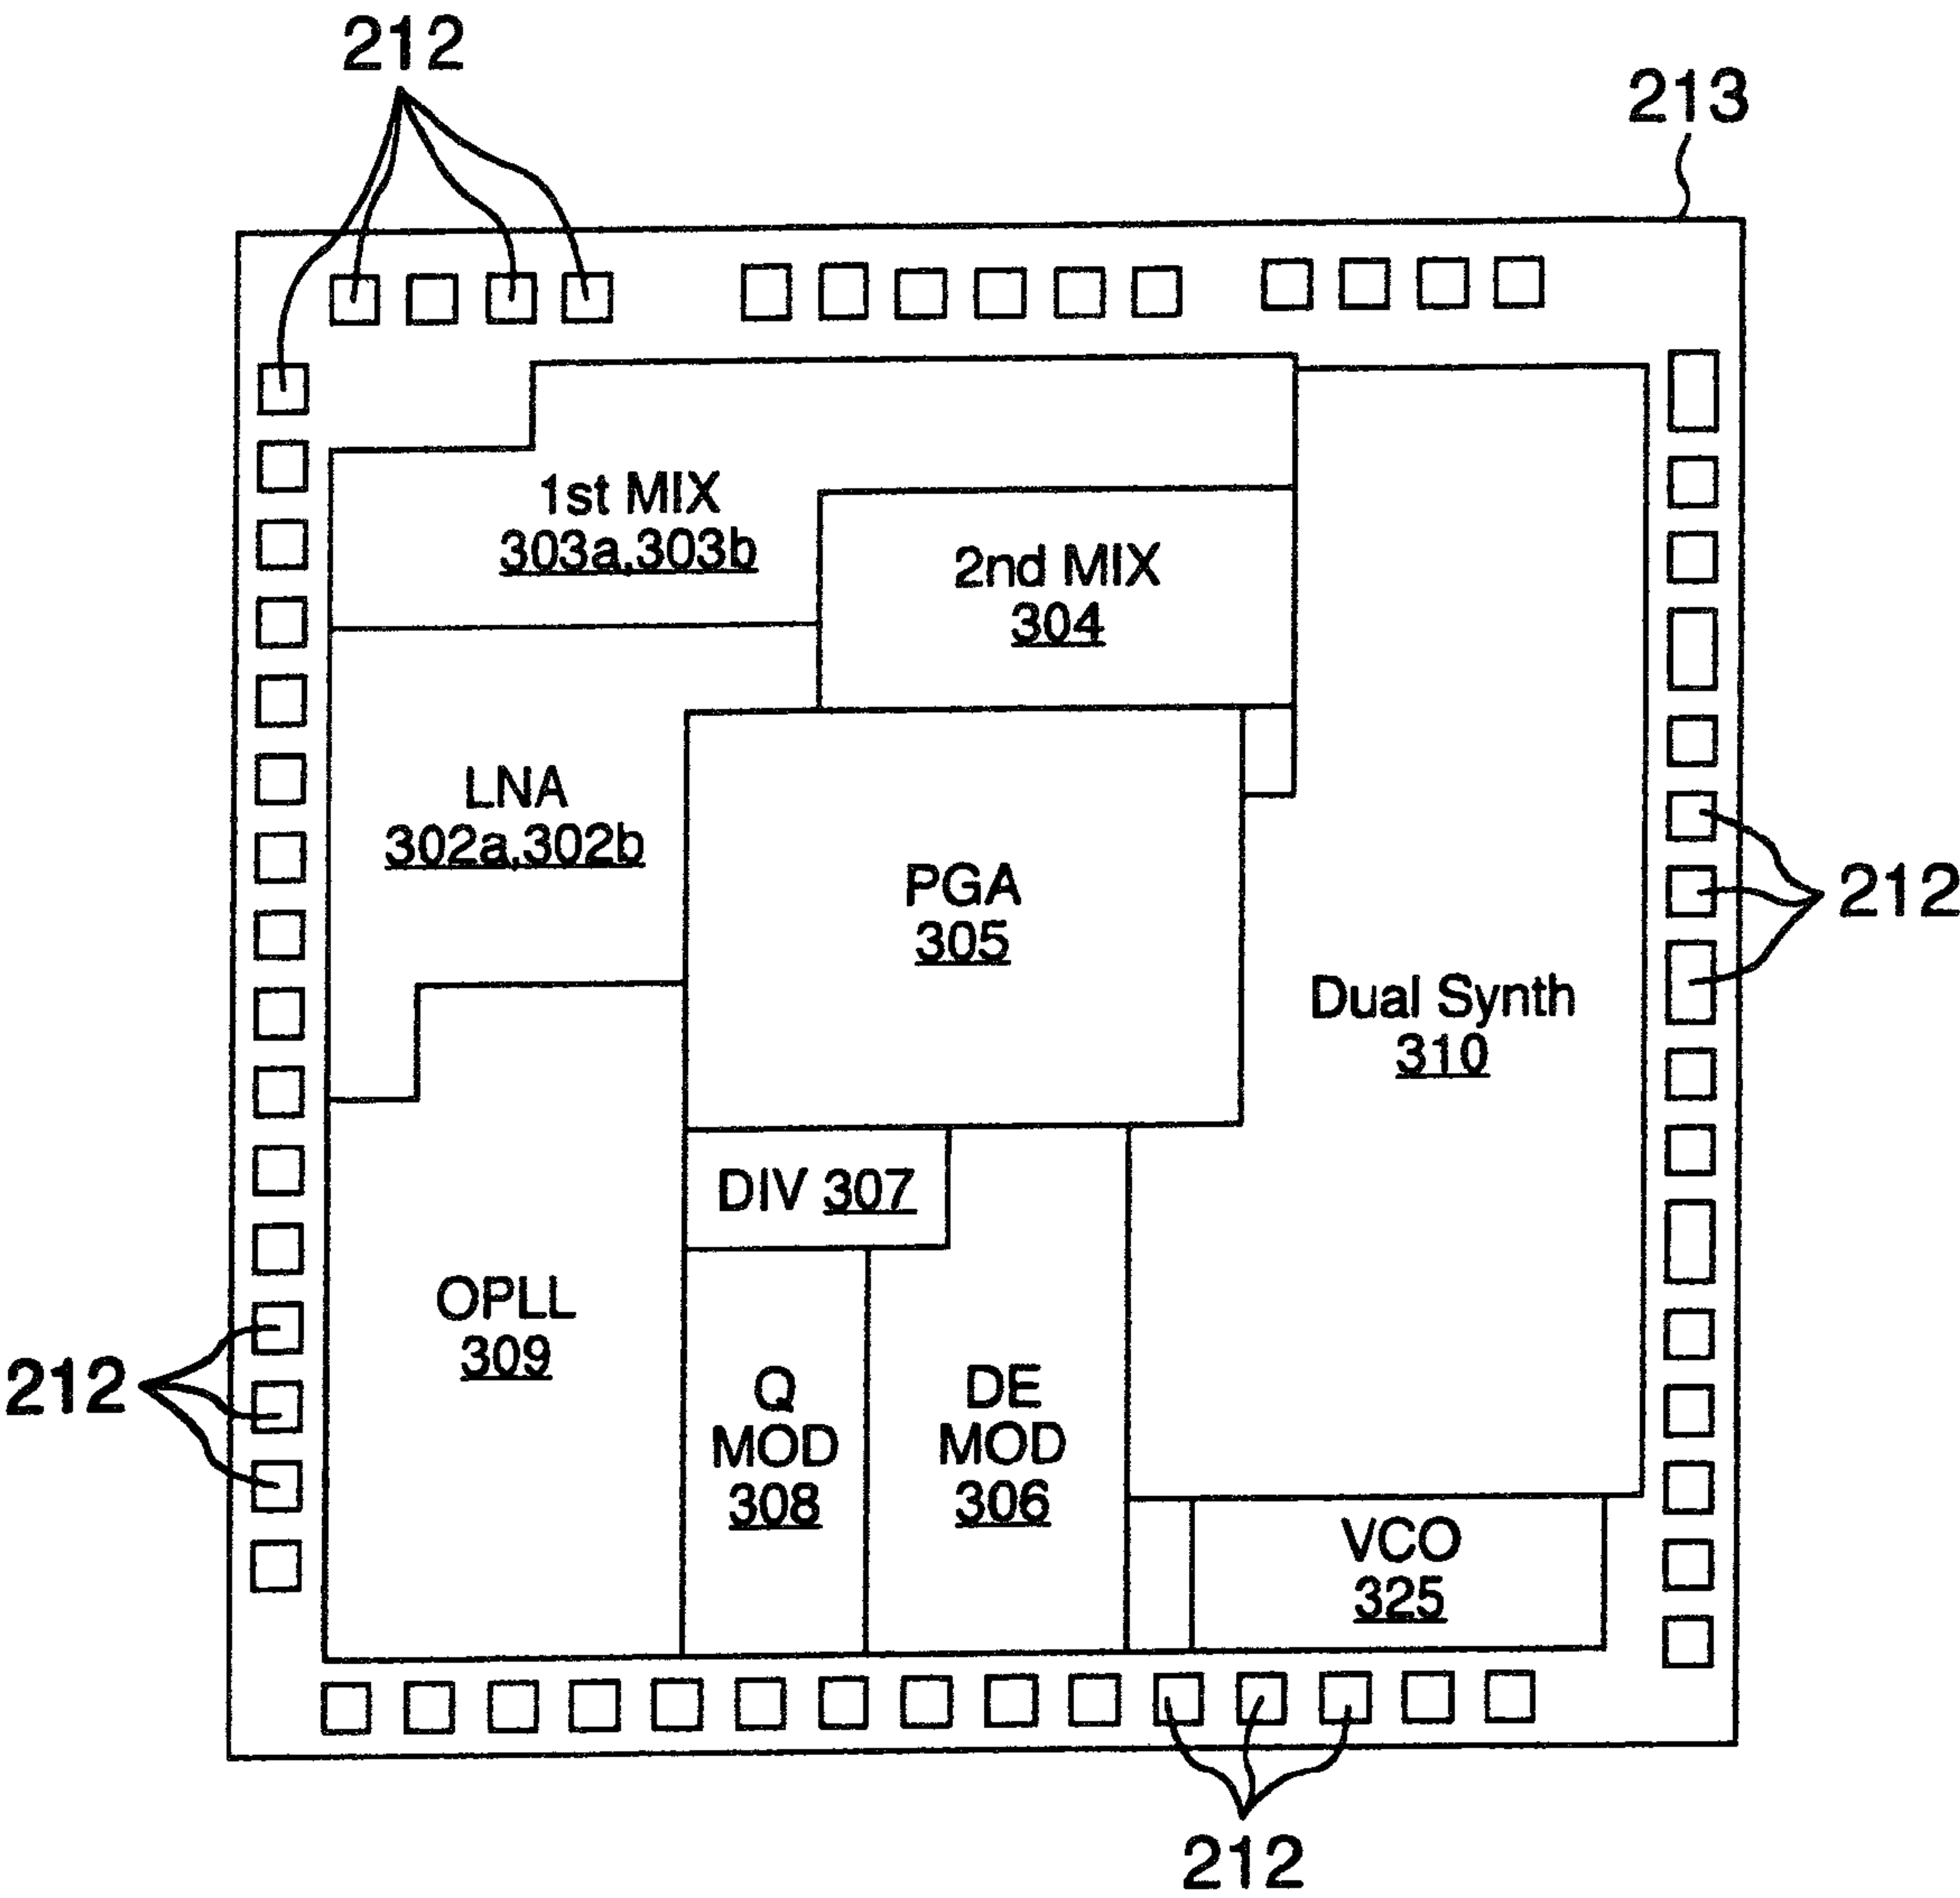 212
213
1st MIX
303a,303b
2nd MIX
304
LNA
302a,302b
PGA
305
212
Dual Synth
310
DIV 307
OPLL
309
212
Q
MOD
308
DE
MOD
306
VCO
325
212